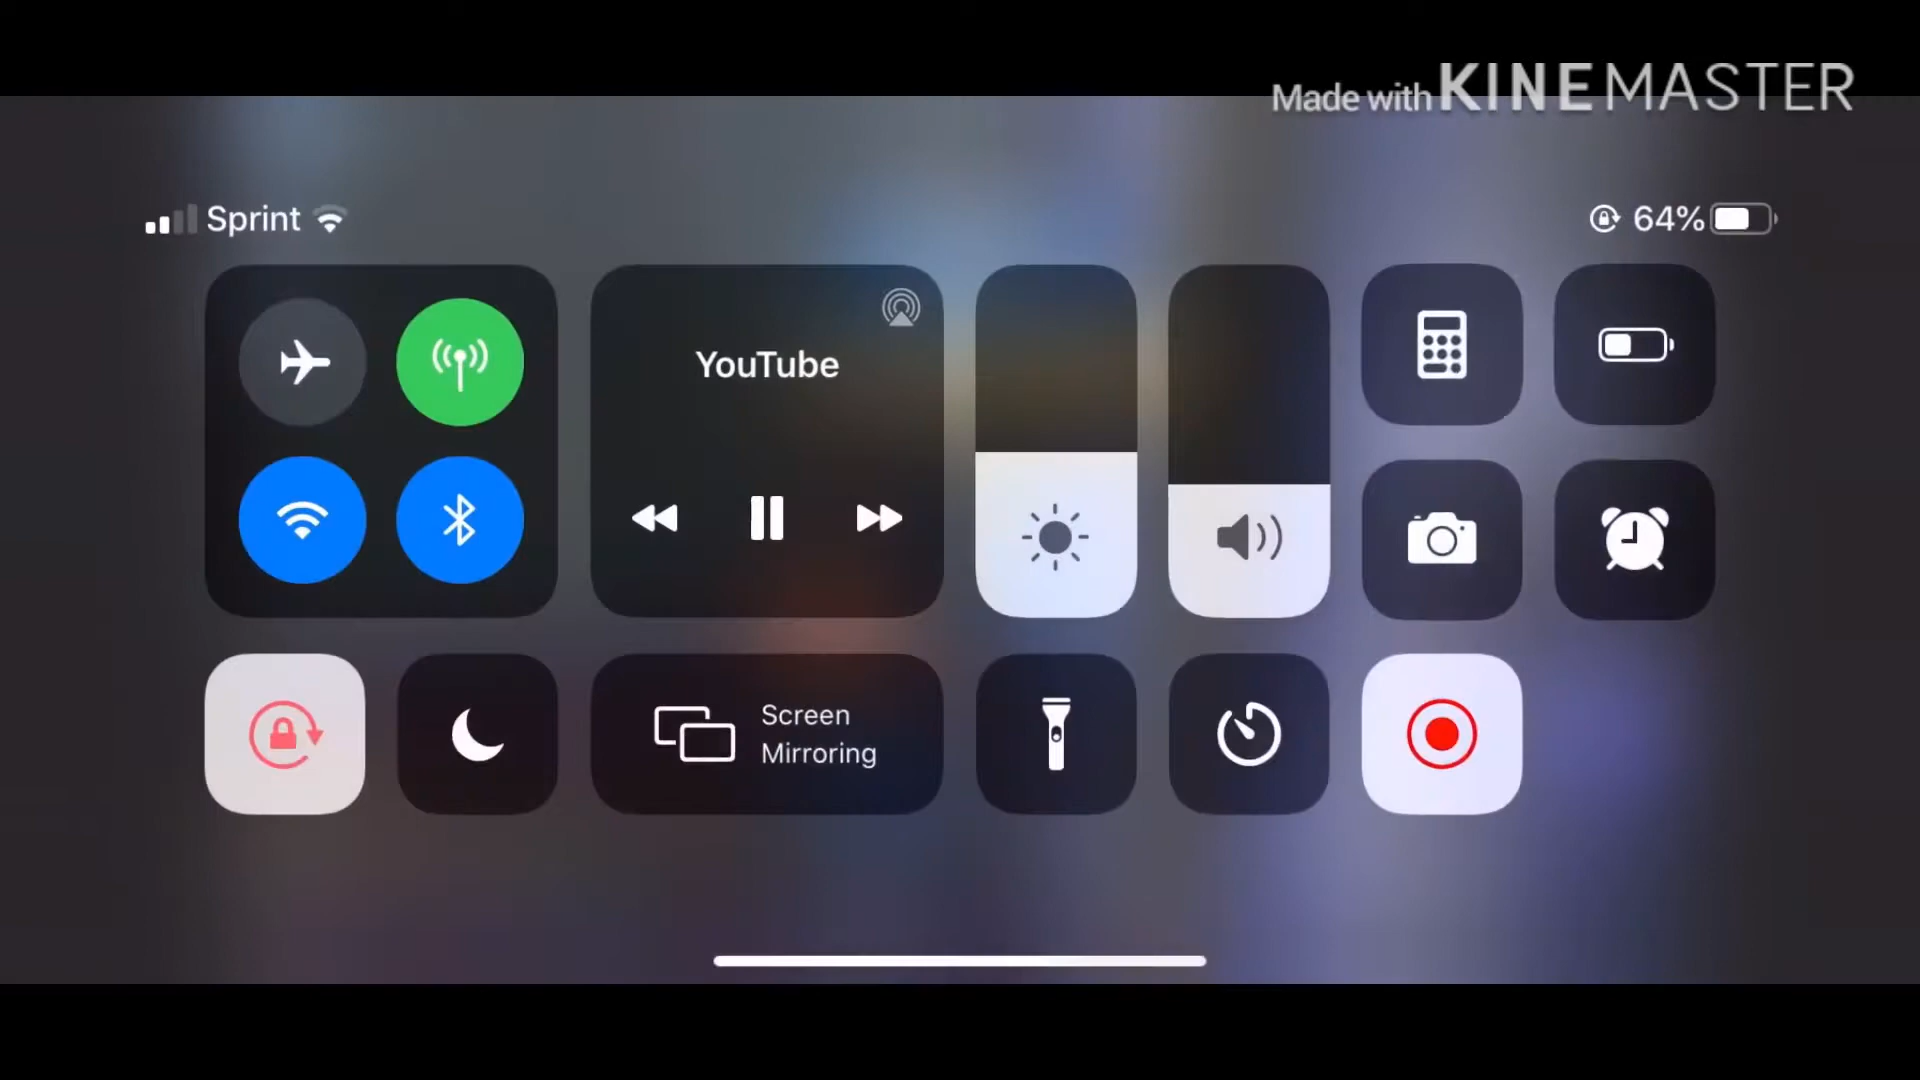 Made with KINEMASTER
Sprint
64%
YouTube
Screen
Mirroring